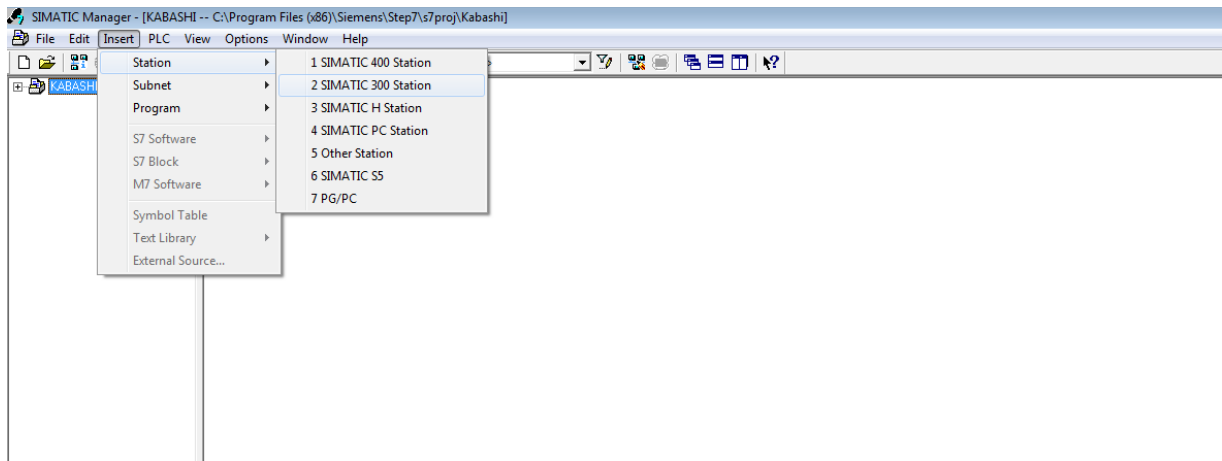 SIMATIC Manager - [KABASHI -- C:\Program Files (x86)\Siemens\Step7\s7proj\Kabashi]
File Edit Insert PLC View Options Window Help
KABASHI
Station
Subnet
Program
S7 Software
S7 Block
M7 Software
Symbol Table
Text Library
External Source...
1 SIMATIC 400 Station
2 SIMATIC 300 Station
3 SIMATIC H Station
4 SIMATIC PC Station
5 Other Station
6 SIMATIC S5
7 PG/PC